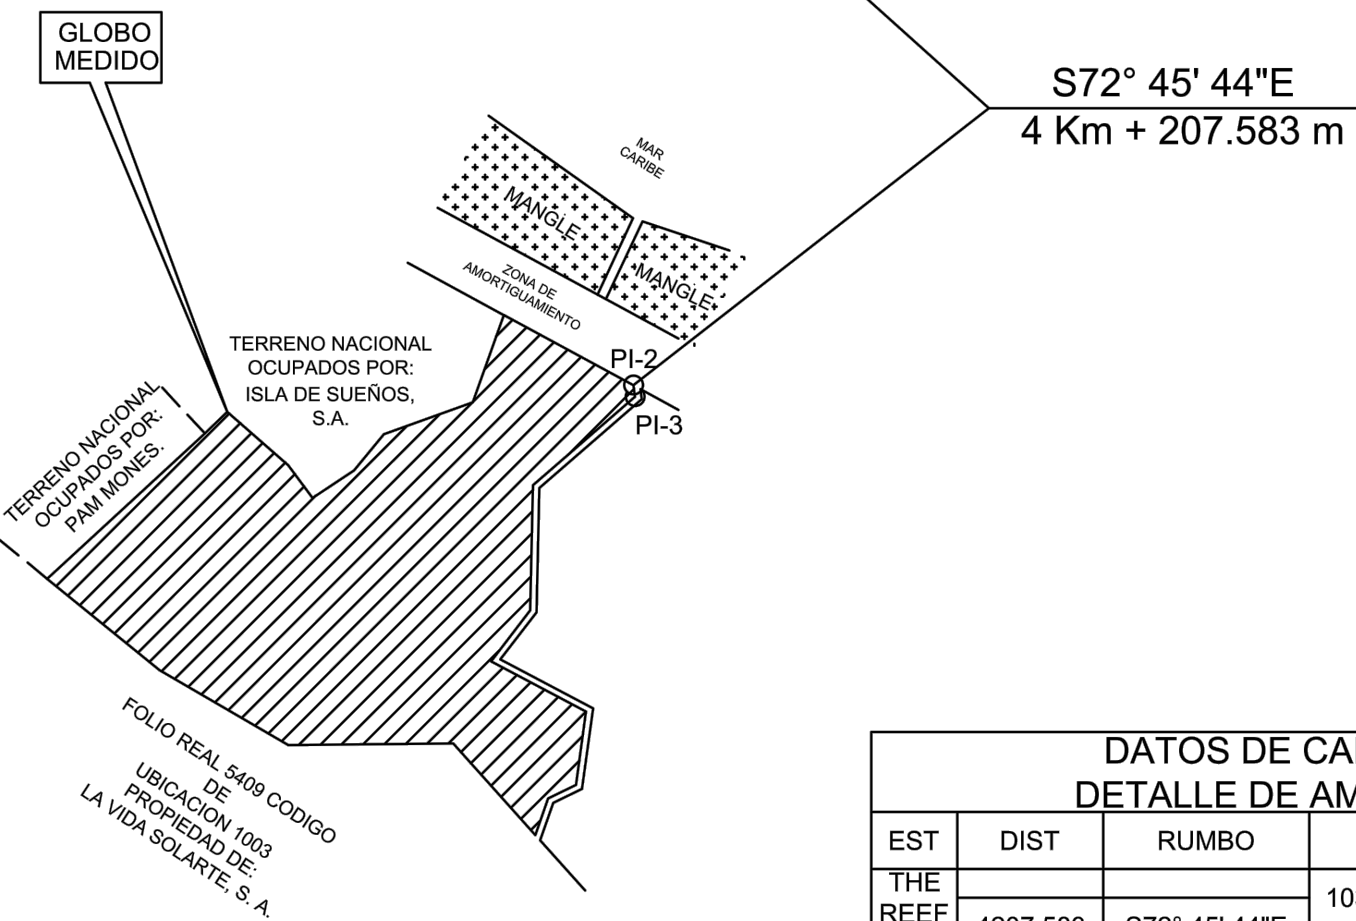 GLOBO
MEDIDO
S72° 45' 44"E
4 Km + 207.583 m
MAR
CARIBE
MANGLE
MANGLE
ZONA DE
AMORTIGUAMIENTO
TERRENO NACIONAL
OCUPADOS POR:
ISLA DE SUEÑOS,
S.A.
PI-2
PI-3
TERRENO NACIONAL
OCUPADOS POR:
PAM MONES.
FOLIO REAL 5409 CODIGO
DE
UBICACION 1003
PROPIEDAD DE:
LA VIDA SOLARTE, S. A.
DATOS DE
DETALLE DE
EST DIST RUMBO
THE
REEF